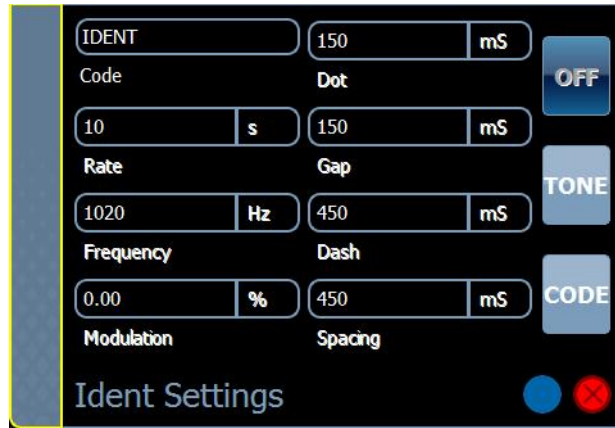 IDENT 150 mS
Code Dot OFF
10 s 150 mS
Rate Gap
TONE
1020 Hz 450 mS
Frequency Dash
0.00 % 450 mS CODE
Modulation Spacing
Ident Settings